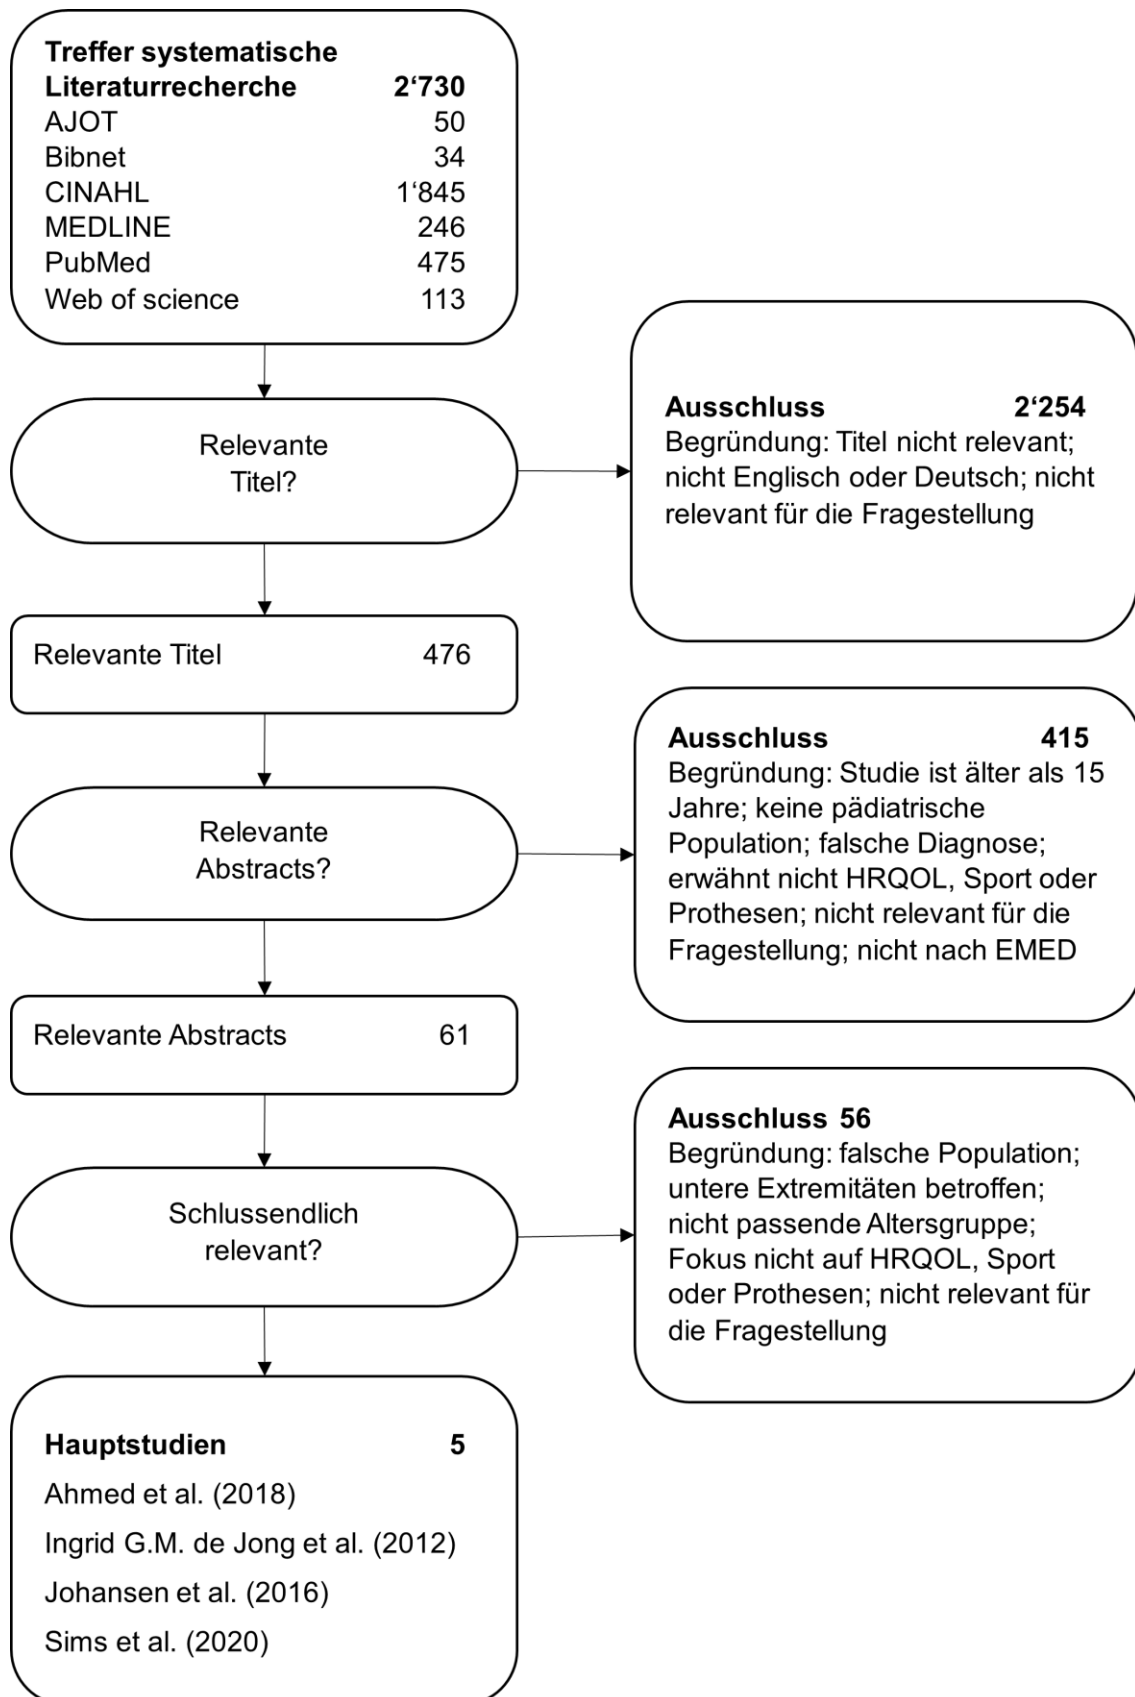 Treffer systematische
Literaturrecherche 2‘730
AJOT 50
Bibnet 34
CINAHL 1‘845
MEDLINE 246
PubMed 475
Web of science 113
Relevante
Titel?
Ausschluss 2‘254
Begründung: Titel nicht relevant;
nicht Englisch oder Deutsch; nicht
relevant für die Fragestellung
Relevante Titel 476
Relevante
Abstracts?
Ausschluss 415
Begründung: Studie ist älter als 15
Jahre; keine pädiatrische
Population; falsche Diagnose;
erwähnt nicht HRQOL, Sport oder
Prothesen; nicht relevant für die
Fragestellung; nicht nach EMED
Relevante Abstracts 61
Schlussendlich
relevant?
Ausschluss 56
Begründung: falsche Population;
untere Extremitäten betroffen;
nicht passende Altersgruppe;
Fokus nicht auf HRQOL, Sport
oder Prothesen; nicht relevant für
die Fragestellung
Hauptstudien 5
Ahmed et al. (2018)
Ingrid G.M. de Jong et al. (2012)
Johansen et al. (2016)
Sims et al. (2020)